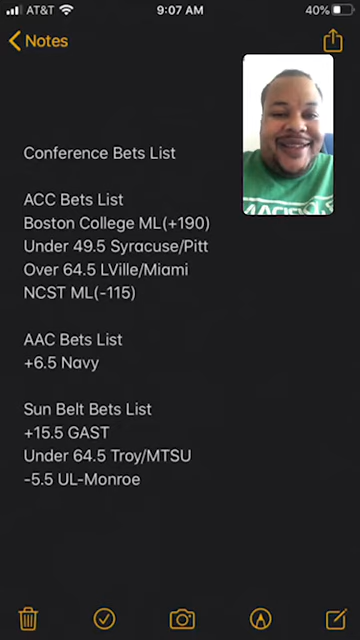 AT&T 9:07 AM 40%
Notes
Conference Bets List
ACC Bets List
Boston College ML(+190)
Under 49.5 Syracuse/Pitt
Over 64.5 LVille/Miami
NCST ML(-115)
AAC Bets List
+6.5 Navy
Sun Belt Bets List
+15.5 GAST
Under 64.5 Troy/MTSU
-5.5 UL-Monroe